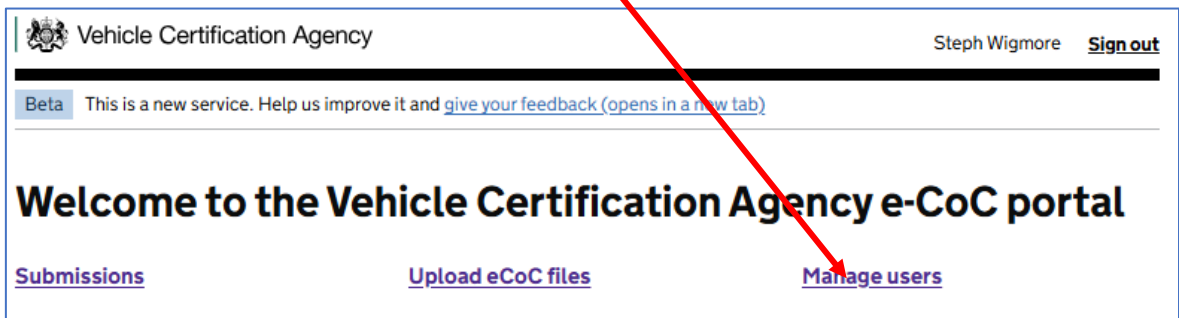 Vehicle Certification Agency
Steph Wigmore Sign out
Beta This is a new service. Help us improve it and give your feedback (opens in a new tab)
Welcome to the Vehicle Certification Agency e-CoC portal
Submissions Upload eCoC files Manage users